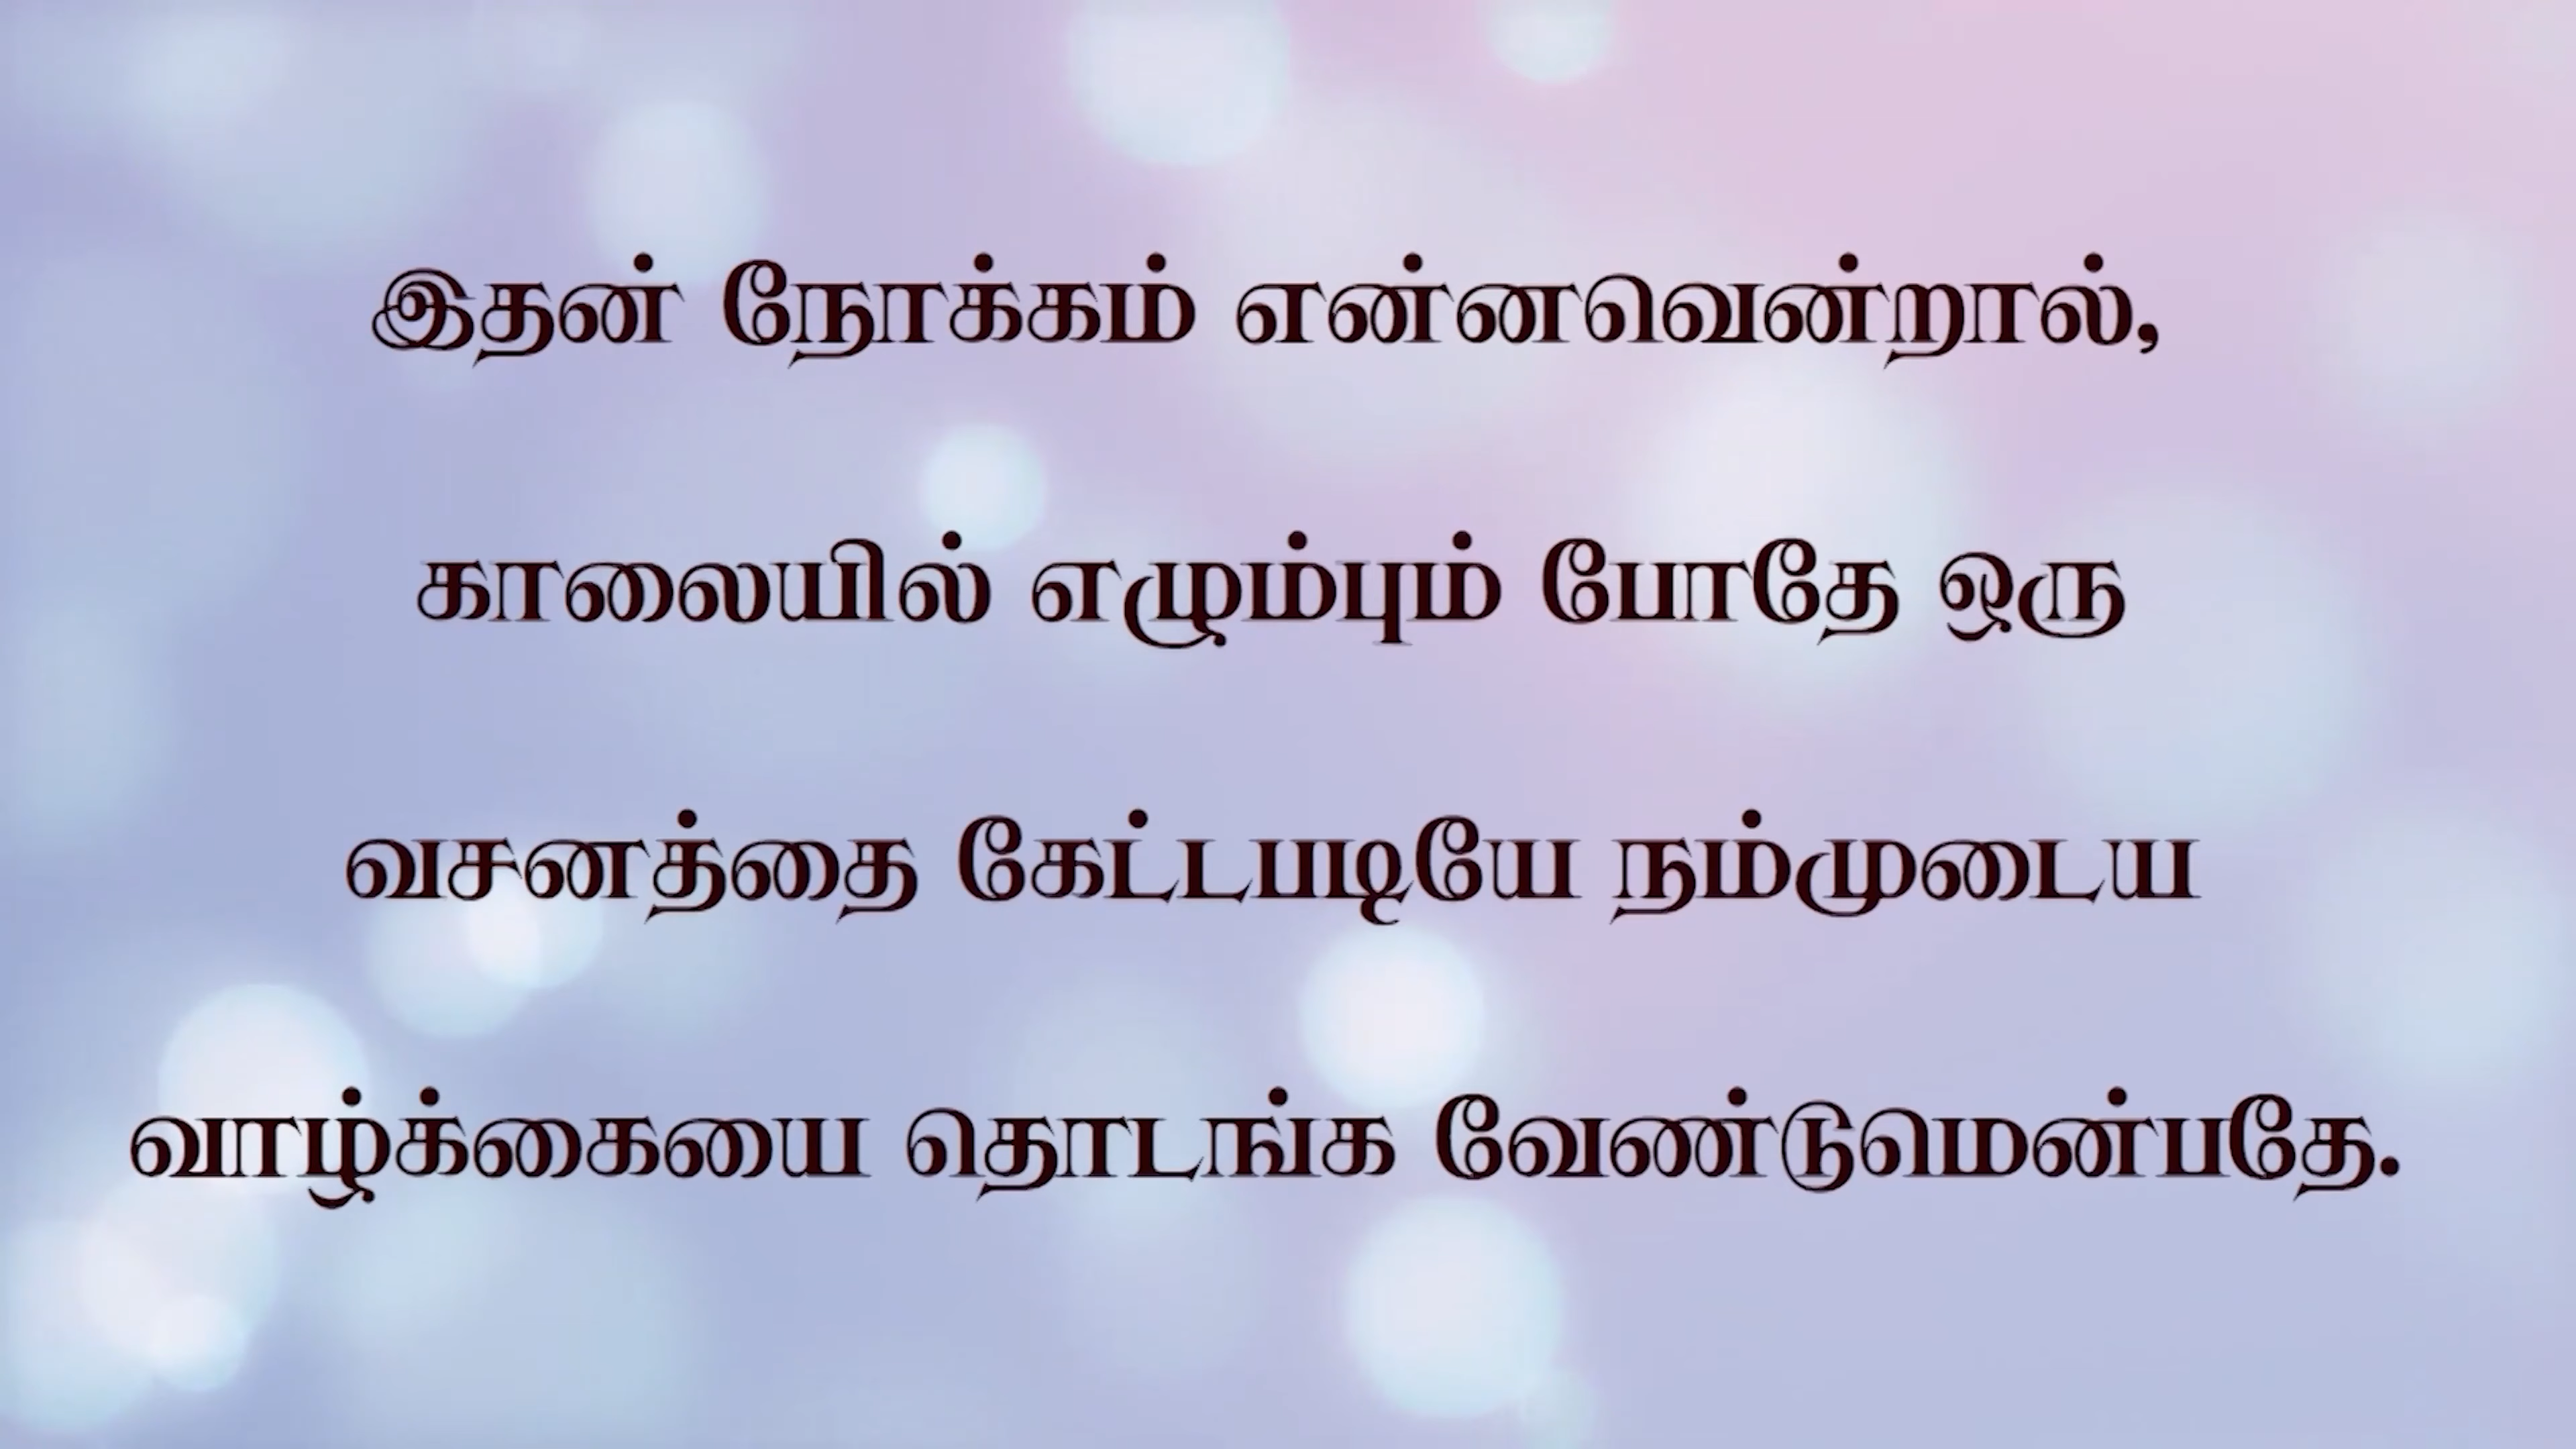 இதன் நோக்கம் என்னவென்றால்,
காலையில் எழும்பும் போதே ஒரு
வசனத்தை கேட்டபடியே நம்முடைய
வாழ்க்கையை தொடங்க வேண்டுமென்பதே.